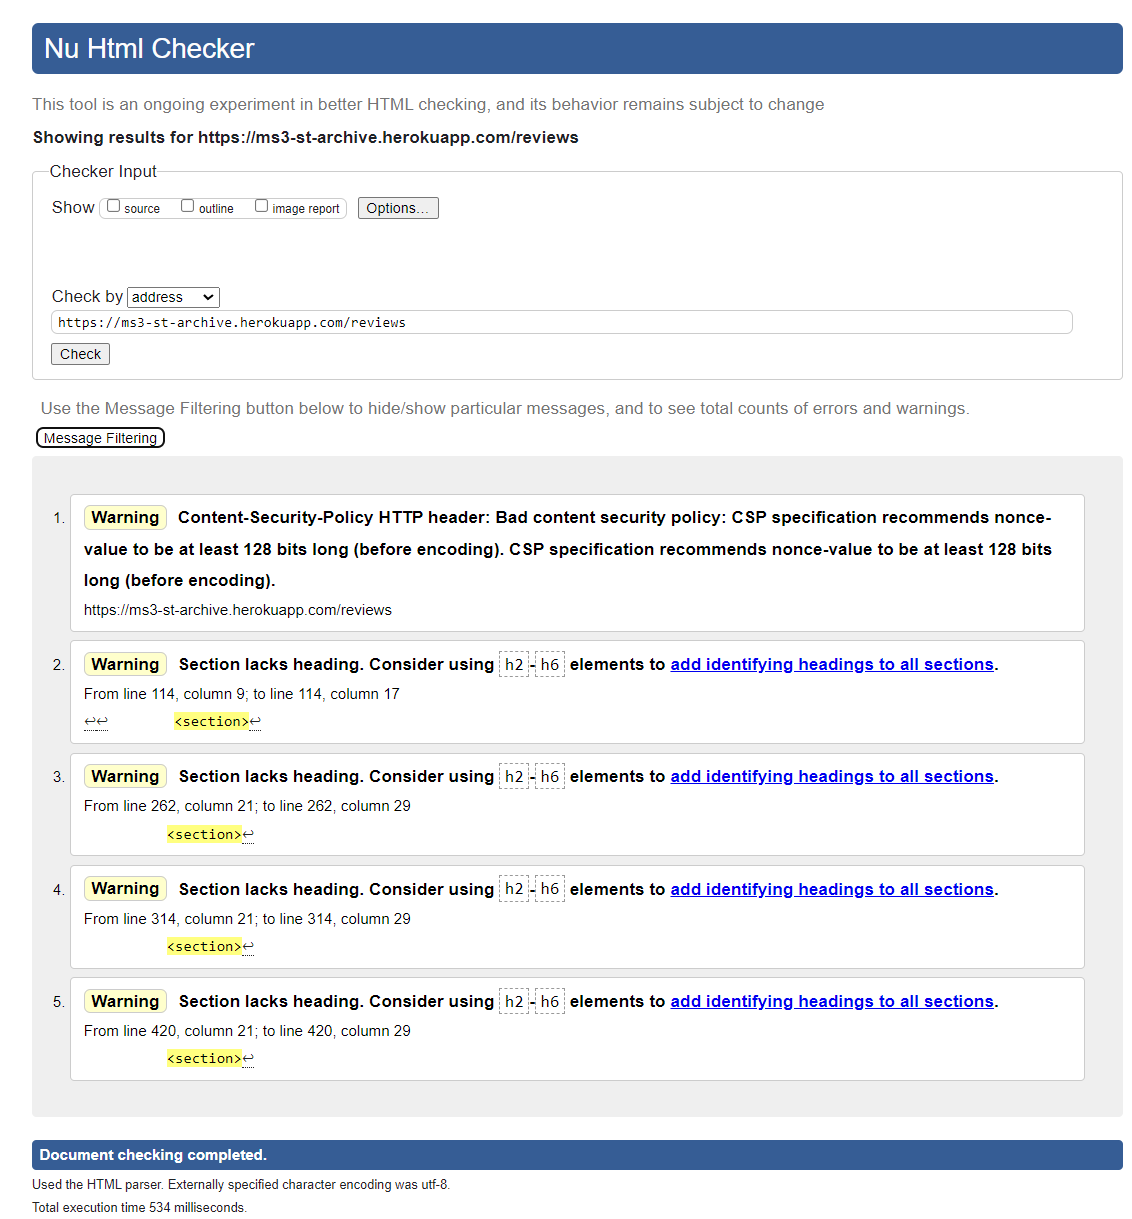 Nu Html Checker
This tool is an ongoing experiment in better HTML checking, and its behavior remains subject to change
Showing results for https://ms3-st-archive.herokuapp.com/reviews
Checker Input
Show source outline image report Options...
Check by address
https://ms3-st-archive.herokuapp.com/reviews
Check
Use the Message Filtering button below to hide/show particular messages, and to see total counts of errors and warnings.
Message Filtering
1. Warning Content-Security-Policy HTTP header: Bad content security policy: CSP specification recommends nonce-
value to be at least 128 bits long (before encoding). CSP specification recommends nonce-value to be at least 128 bits
long (before encoding).
https://ms3-st-archive.herokuapp.com/reviews
2. Warning Section lacks heading. Consider using h2-h6 elements to add identifying headings to all sections.
From line 114, column 9; to line 114, column 17
↩↩ <section>↩
3. Warning Section lacks heading. Consider using h2-h6 elements to add identifying headings to all sections.
From line 262, column 21; to line 262, column 29
<section>↩
4. Warning Section lacks heading. Consider using h2-h6 elements to add identifying headings to all sections.
From line 314, column 21; to line 314, column 29
<section>↩
5. Warning Section lacks heading. Consider using h2-h6 elements to add identifying headings to all sections.
From line 420, column 21; to line 420, column 29
<section>↩
Document checking completed.
Used the HTML parser. Externally specified character encoding was utf-8.
Total execution time 534 milliseconds.